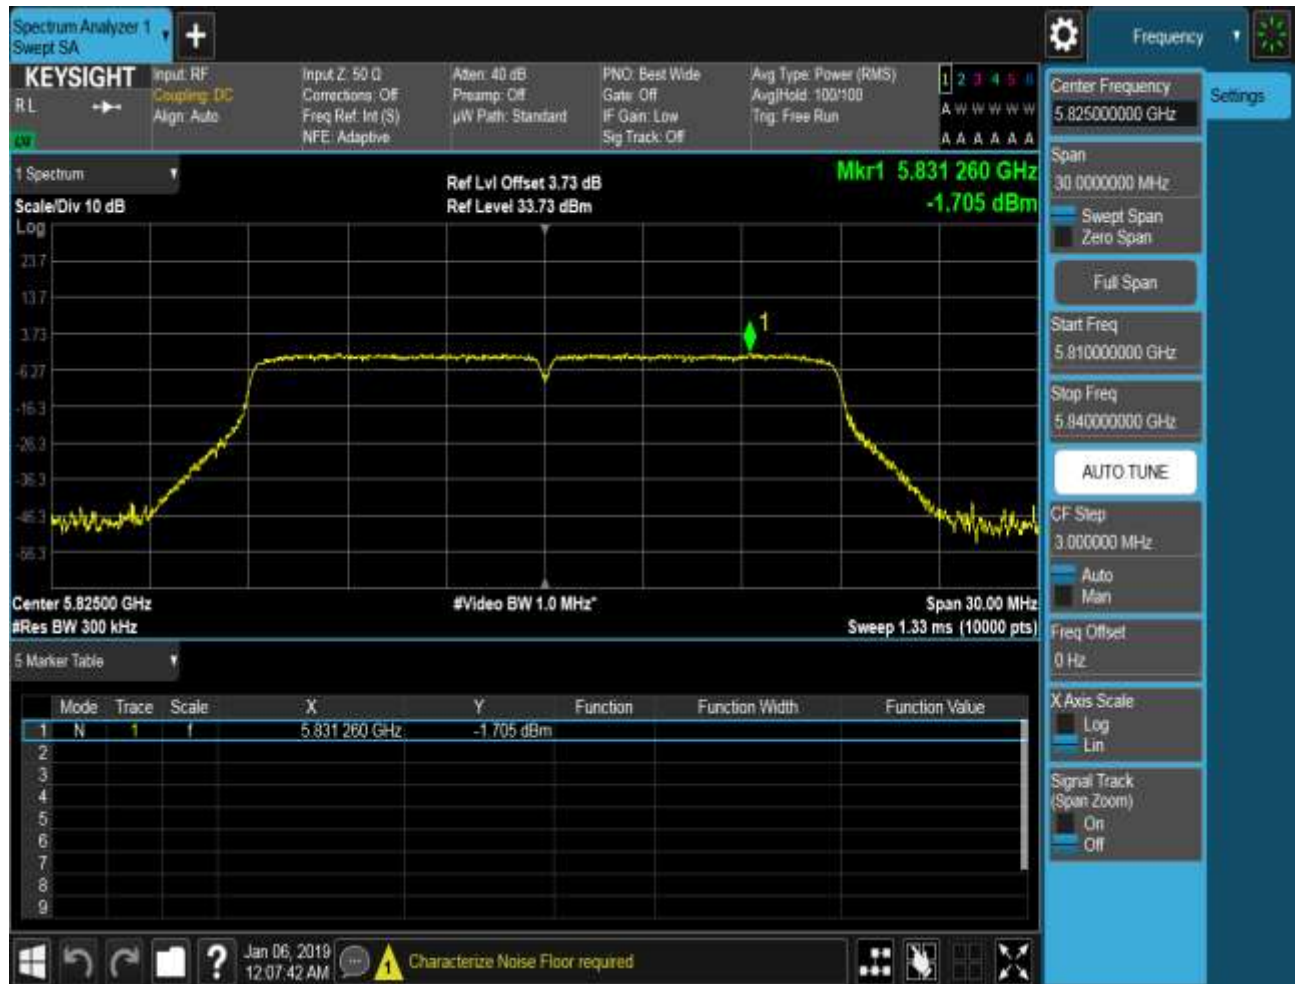 Spectrum Analyzer 1
Swept SA
Frequency
KEYSIGHT
RL
Input: RF
Coupling: DC
Align: Auto
Input Z: 50 Ω
Corrections: Off
Freq Ref: Int (S)
NFE: Adaptive
Atten: 40 dB
Preamp: Off
µW Path: Standard
PNO: Best Wide
Gate: Off
IF Gain: Low
Sig Track: Off
Avg Type: Power (RMS)
Avg|Hold: 100/100
Trig: Free Run
1 2 3 4 5 6
A W W W W W
A A A A A A
1 Spectrum
Scale/Div 10 dB
Log
Ref Lvl Offset 3.73 dB
Ref Level 33.73 dBm
Mkr1 5.831 260 GHz
-1.705 dBm
23.7
13.7
3.73
-6.27
-16.3
-26.3
-36.3
-46.3
-56.3
1
Center 5.82500 GHz
#Res BW 300 kHz
#Video BW 1.0 MHz*
Span 30.00 MHz
Sweep 1.33 ms (10000 pts)
5 Marker Table
Mode Trace Scale X Y Function Function Width Function Value
1 N 1 f 5.831 260 GHz -1.705 dBm
2
3
4
5
6
7
8
9
Jan 06, 2019
12:07:42 AM
1
Characterize Noise Floor required
Center Frequency
5.825000000 GHz
Settings
Span
30.0000000 MHz
Swept Span
Zero Span
Full Span
Start Freq
5.810000000 GHz
Stop Freq
5.840000000 GHz
AUTO TUNE
CF Step
3.000000 MHz
Auto
Man
Freq Offset
0 Hz
X Axis Scale
Log
Lin
Signal Track
(Span Zoom)
On
Off